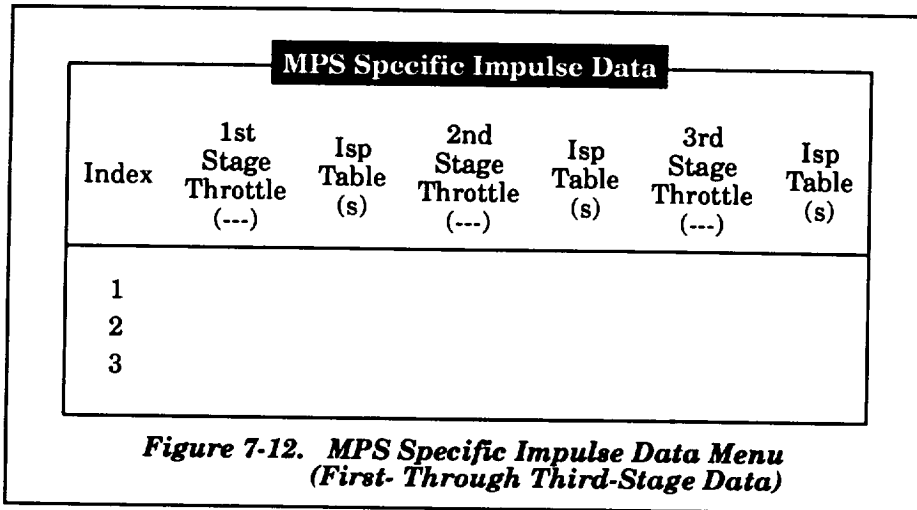 MPS Specific Impulse Data
Index 1st Stage Throttle (---) Isp Table (s) 2nd Stage Throttle (---) Isp Table (s) 3rd Stage Throttle (---) Isp Table (s)
1
2
3
Figure 7-12. MPS Specific Impulse Data Menu
(First- Through Third-Stage Data)